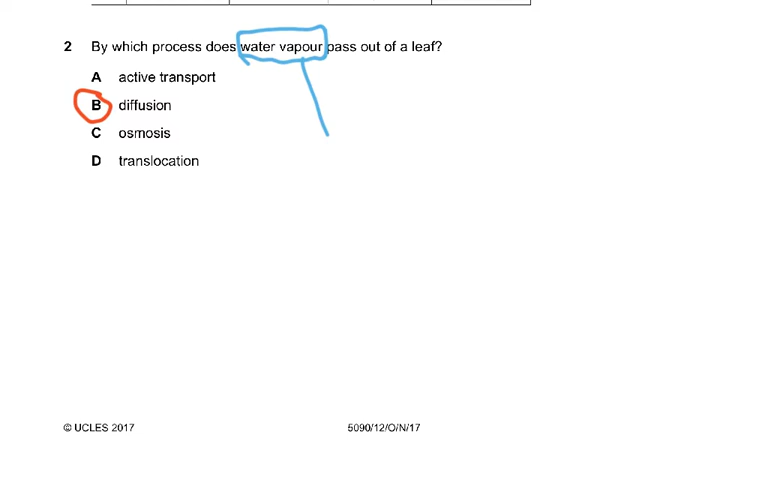 2 By which process does water vapour pass out of a leaf?
A active transport
B diffusion
C osmosis
D translocation
© UCLES 2017 5090/12/O/N/17